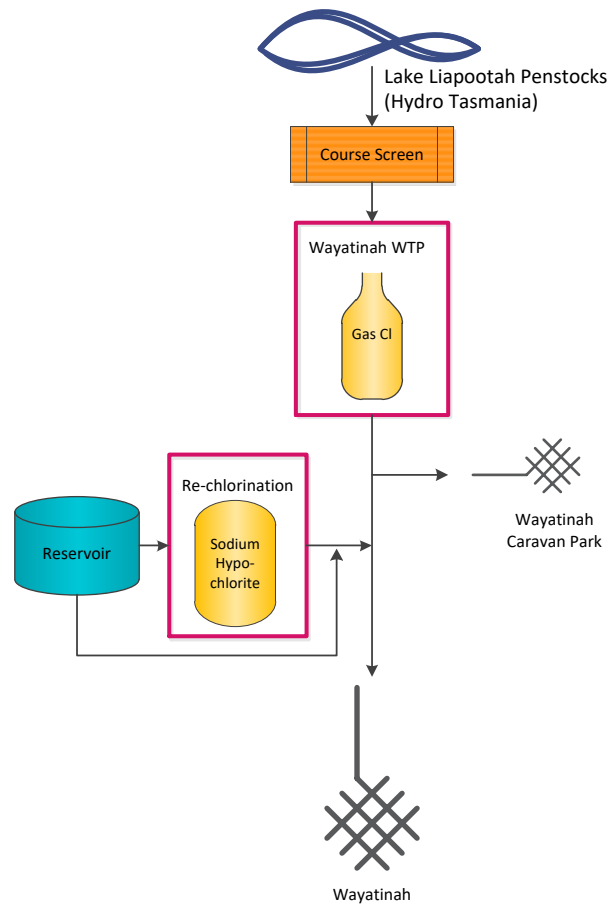 Lake Liapootah Penstocks
(Hydro Tasmania)
Course Screen
Wayatinah WTP
Gas Cl
Re-chlorination
Reservoir
Sodium
Hypo-
chlorite
Wayatinah
Caravan Park
Wayatinah